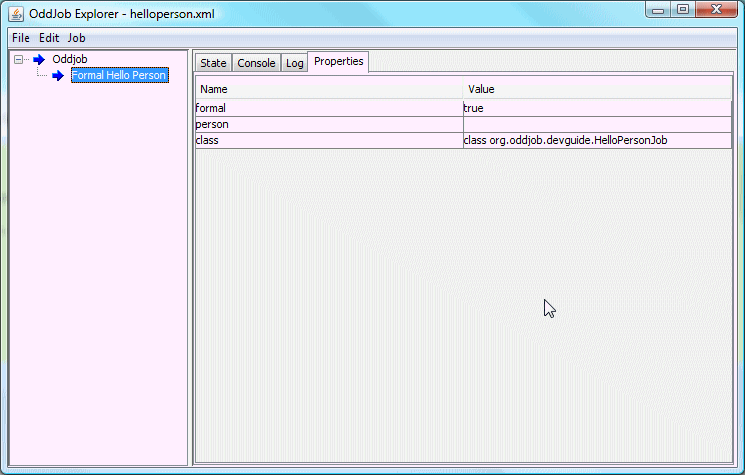 OddJob Explorer - helloperson.xml
File Edit Job
Oddjob
Formal Hello Person
State Console Log Properties
Name Value
formal true
person
class class org.oddjob.devguide.HelloPersonJob